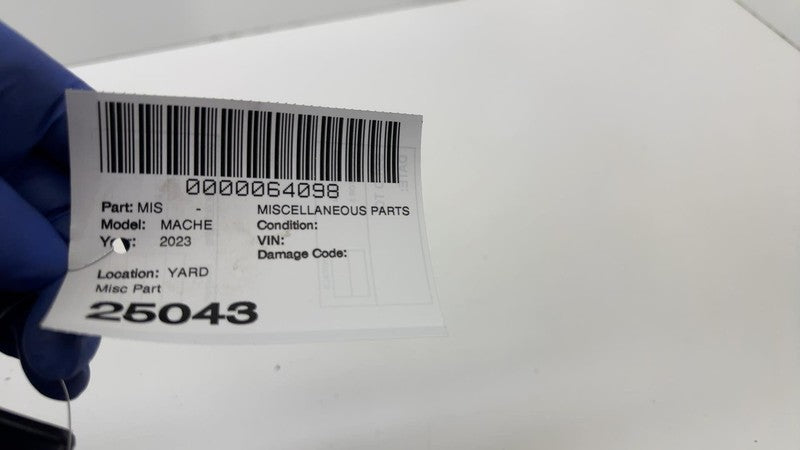 0000064098
Part: MIS - MISCELLANEOUS PARTS
Model: MACHE Condition:
2023 VIN:
Damage Code:
Location: YARD
Misc Part
25043